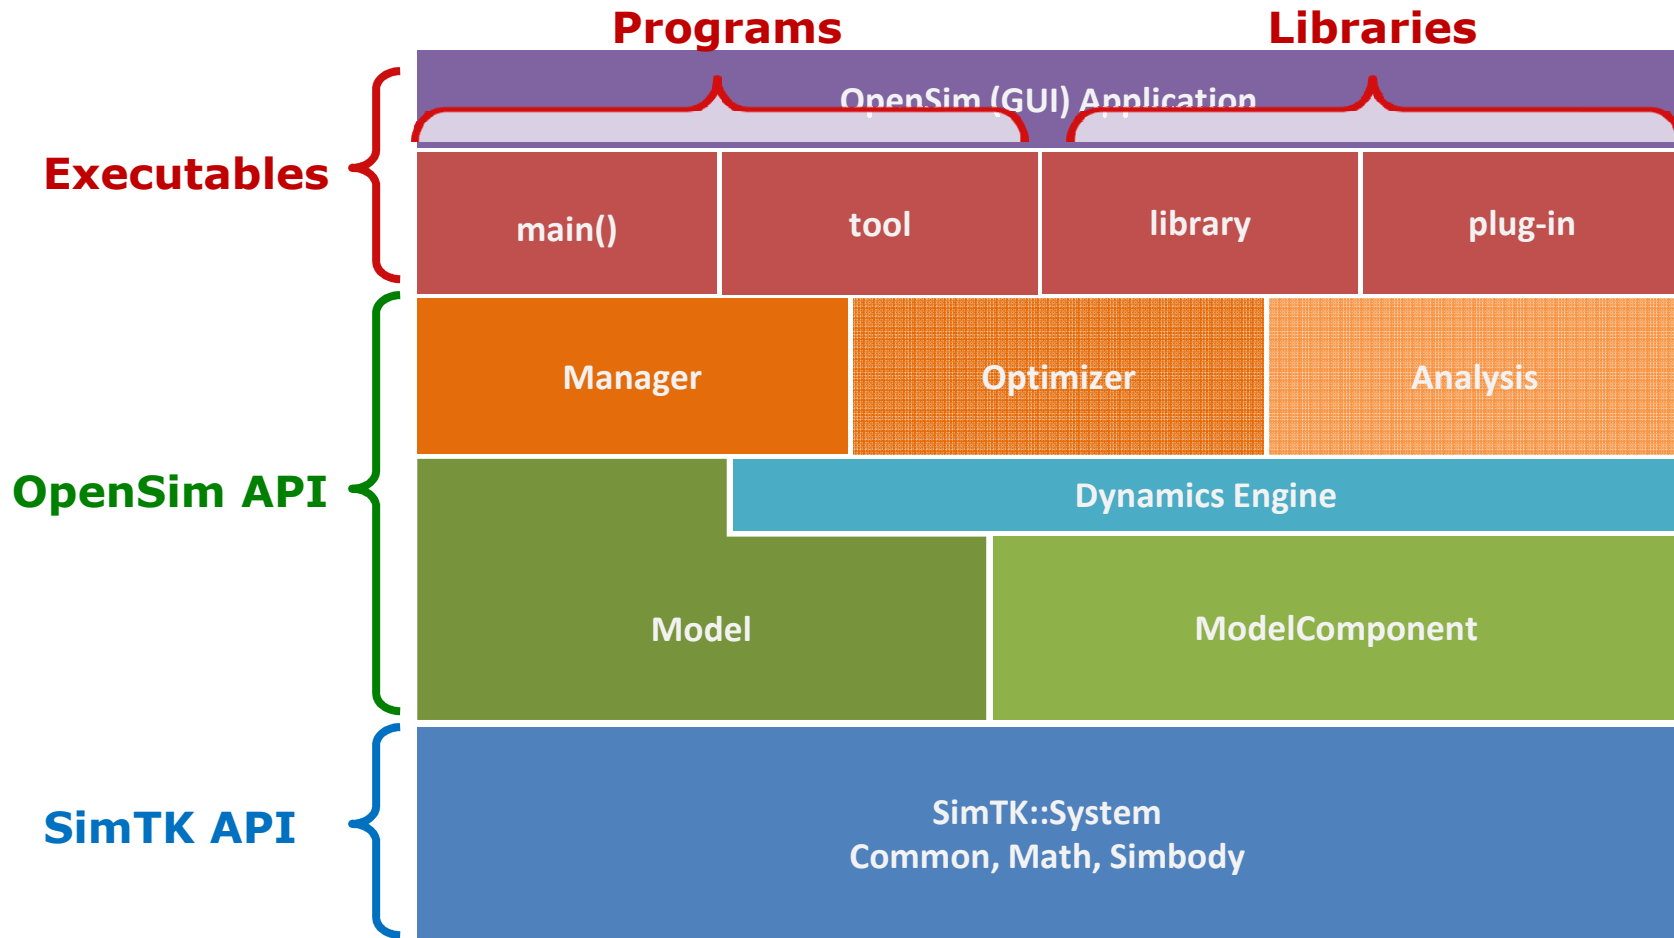 Programs
Libraries
OpenSim (GUI) Application
Executables
main()
tool
library
plug-in
Manager
Optimizer
Analysis
OpenSim API
Dynamics Engine
Model
ModelComponent
SimTK API
SimTK::System
Common, Math, Simbody